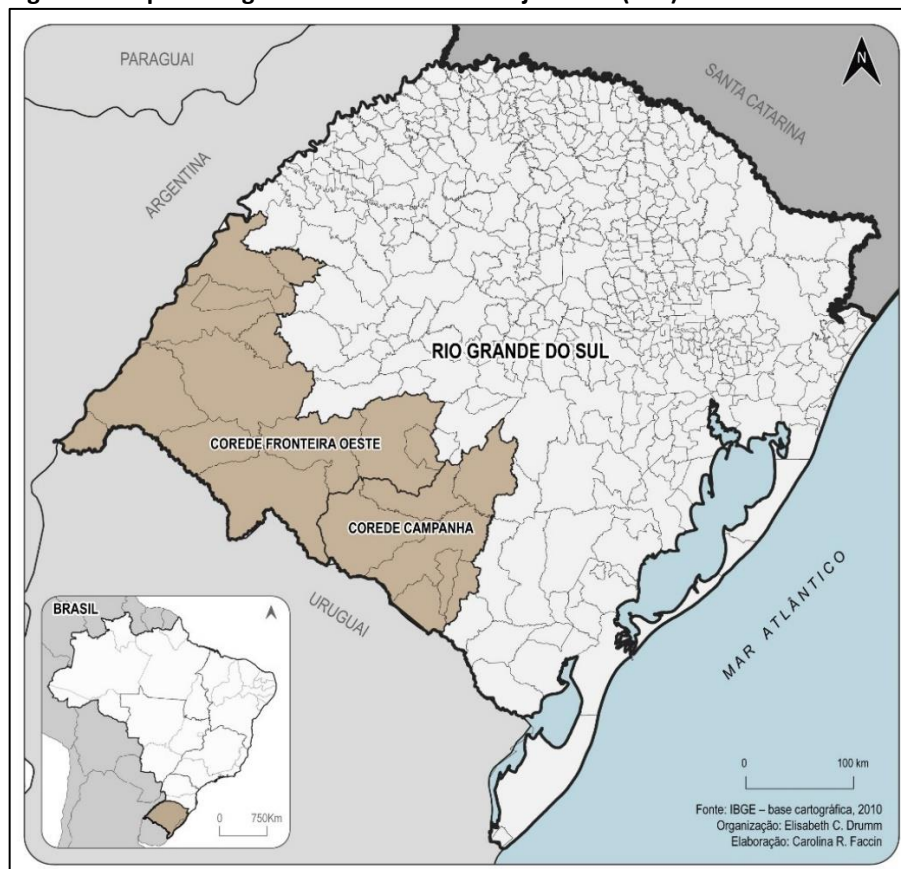 PARAGUAI
N
SANTA CATARINA
ARGENTINA
RIO GRANDE DO SUL
COREDE FRONTEIRA OESTE
COREDE CAMPANHA
URUGUAI
MAR ATLÂNTICO
BRASIL
0 750Km
0 100 km
Fonte: IBGE – base cartográfica, 2010
Organização: Elisabeth C. Drumm
Elaboração: Carolina R. Faccin